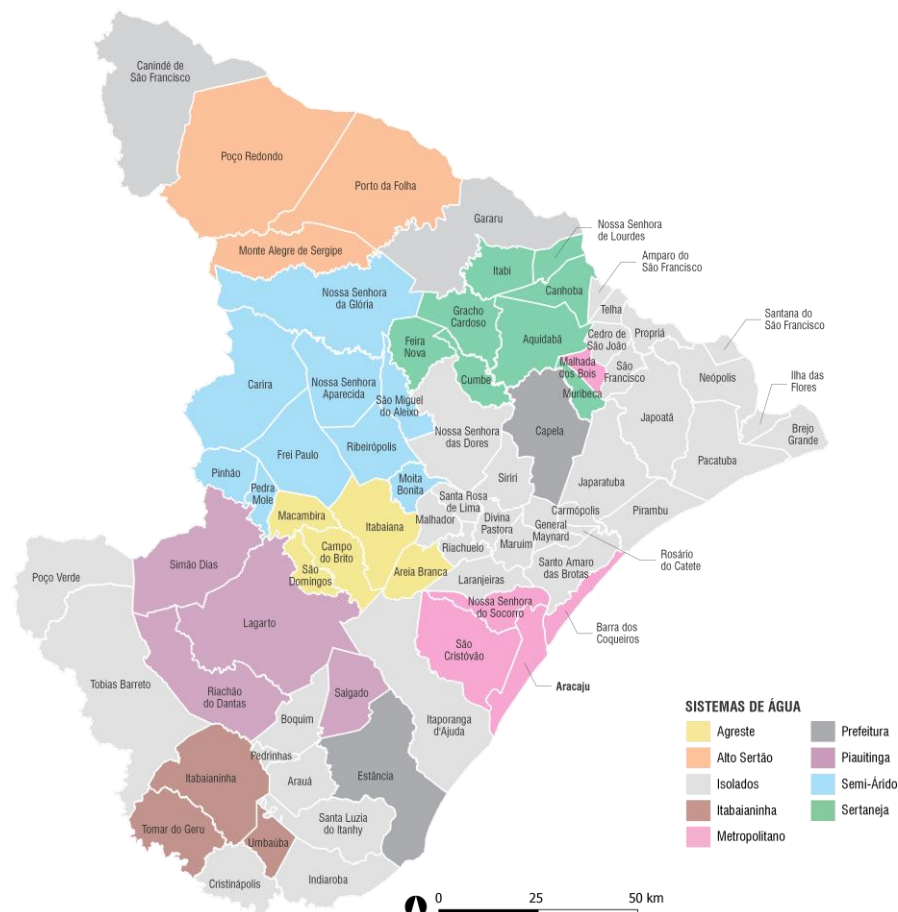 Canindé de
São Francisco
Poço Redondo
Porto da Folha
Gararu
Nossa Senhora
de Lourdes
Monte Alegre de Sergipe
Amparo do
São Francisco
Itabi
Nossa Senhora
da Glória
Canhoba
Telha
Santana do
São Francisco
Gracho
Cardoso
Aquidabã
Cedro de
São João
Propriá
Feira
Nova
Malhada
dos Bois
São
Francisco
Neópolis
Ilha das
Flores
Carira
Nossa Senhora
Aparecida
Cumbe
Muribeca
São Miguel
do Aleixo
Japoatã
Brejo
Grande
Nossa Senhora
das Dores
Capela
Ribeirópolis
Frei Paulo
Pacatuba
Pinhão
Moita
Bonita
Siriri
Japaratuba
Pedra
Mole
Santa Rosa
de Lima
Carmópolis
Pirambu
Macambira
Itabaiana
Malhador
Divina
Pastora
General
Maynard
Riachuelo
Maruim
Rosário
do Catete
Campo
do Brito
Simão Dias
São
Domingos
Areia Branca
Santo Amaro
das Brotas
Poço Verde
Laranjeiras
Nossa Senhora
do Socorro
Lagarto
Barra dos
Coqueiros
São
Cristóvão
Tobias Barreto
Aracaju
Riachão
do Dantas
Salgado
Boquim
Itaporanga
d'Ajuda
Pedrinhas
Itabaianinha
Arauá
Estância
Santa Luzia
do Itanhy
Tomar do Geru
Umbaúba
Cristinápolis
Indiaroba
SISTEMAS DE ÁGUA
Agreste
Alto Sertão
Isolados
Itabaianinha
Metropolitano
Prefeitura
Piauitinga
Semi-Árido
Sertaneja
0 25 50 km